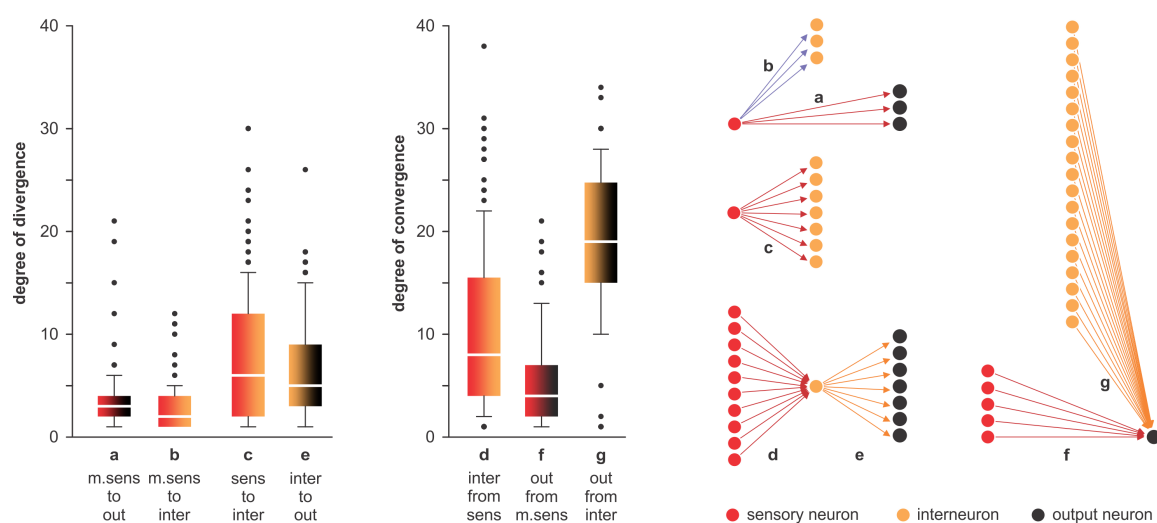 degree of divergence
40
30
20
10
0
a
m.sens
to
out
b
m.sens
to
inter
c
sens
to
inter
e
inter
to
out
degree of convergence
40
30
20
10
0
d
inter
from
sens
f
out
from
m.sens
g
out
from
inter
b
a
c
d
e
g
f
sensory neuron
interneuron
output neuron